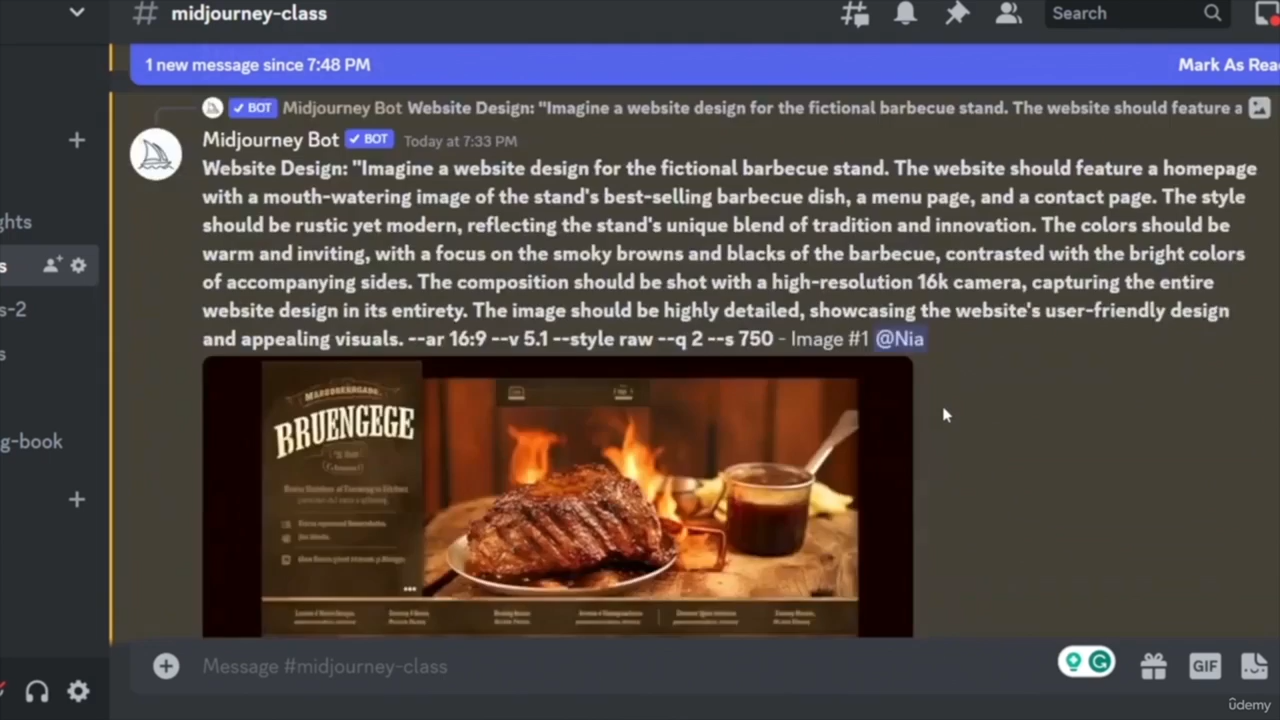 # midjourney-class
Search
1 new message since 7:48 PM
Mark As Rea
BOT Midjourney Bot Website Design: "Imagine a website design for the fictional barbecue stand. The website should feature a
Midjourney Bot BOT Today at 7:33 PM
Website Design: "Imagine a website design for the fictional barbecue stand. The website should feature a homepage
with a mouth-watering image of the stand's best-selling barbecue dish, a menu page, and a contact page. The style
should be rustic yet modern, reflecting the stand's unique blend of tradition and innovation. The colors should be
warm and inviting, with a focus on the smoky browns and blacks of the barbecue, contrasted with the bright colors
of accompanying sides. The composition should be shot with a high-resolution 16k camera, capturing the entire
website design in its entirety. The image should be highly detailed, showcasing the website's user-friendly design
and appealing visuals. --ar 16:9 --v 5.1 --style raw --q 2 --s 750 - Image #1 @Nia
ghts
s
s-2
s
g-book
BRUENGEGE
Message #midjourney-class
GIF
udemy